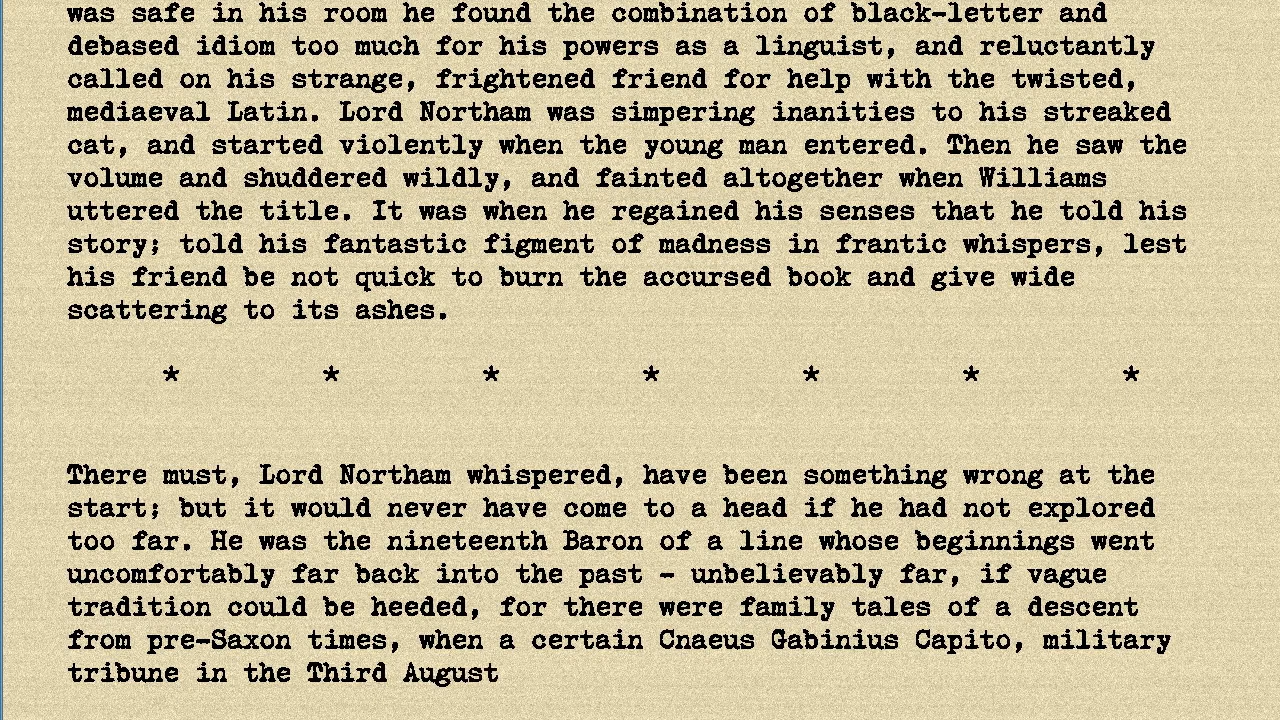 was safe in his room he found the combination of black-letter and
debased idiom too much for his powers as a linguist, and reluctantly
called on his strange, frightened friend for help with the twisted,
mediaeval Latin. Lord Northam was simpering inanities to his streaked
cat, and started violently when the young man entered. Then he saw the
volume and shuddered wildly, and fainted altogether when Williams
uttered the title. It was when he regained his senses that he told his
story; told his fantastic figment of madness in frantic whispers, lest
his friend be not quick to burn the accursed book and give wide
scattering to its ashes.
* * * * * * *
There must, Lord Northam whispered, have been something wrong at the
start; but it would never have come to a head if he had not explored
too far. He was the nineteenth Baron of a line whose beginnings went
uncomfortably far back into the past – unbelievably far, if vague
tradition could be heeded, for there were family tales of a descent
from pre-Saxon times, when a certain Cnaeus Gabinius Capito, military
tribune in the Third August